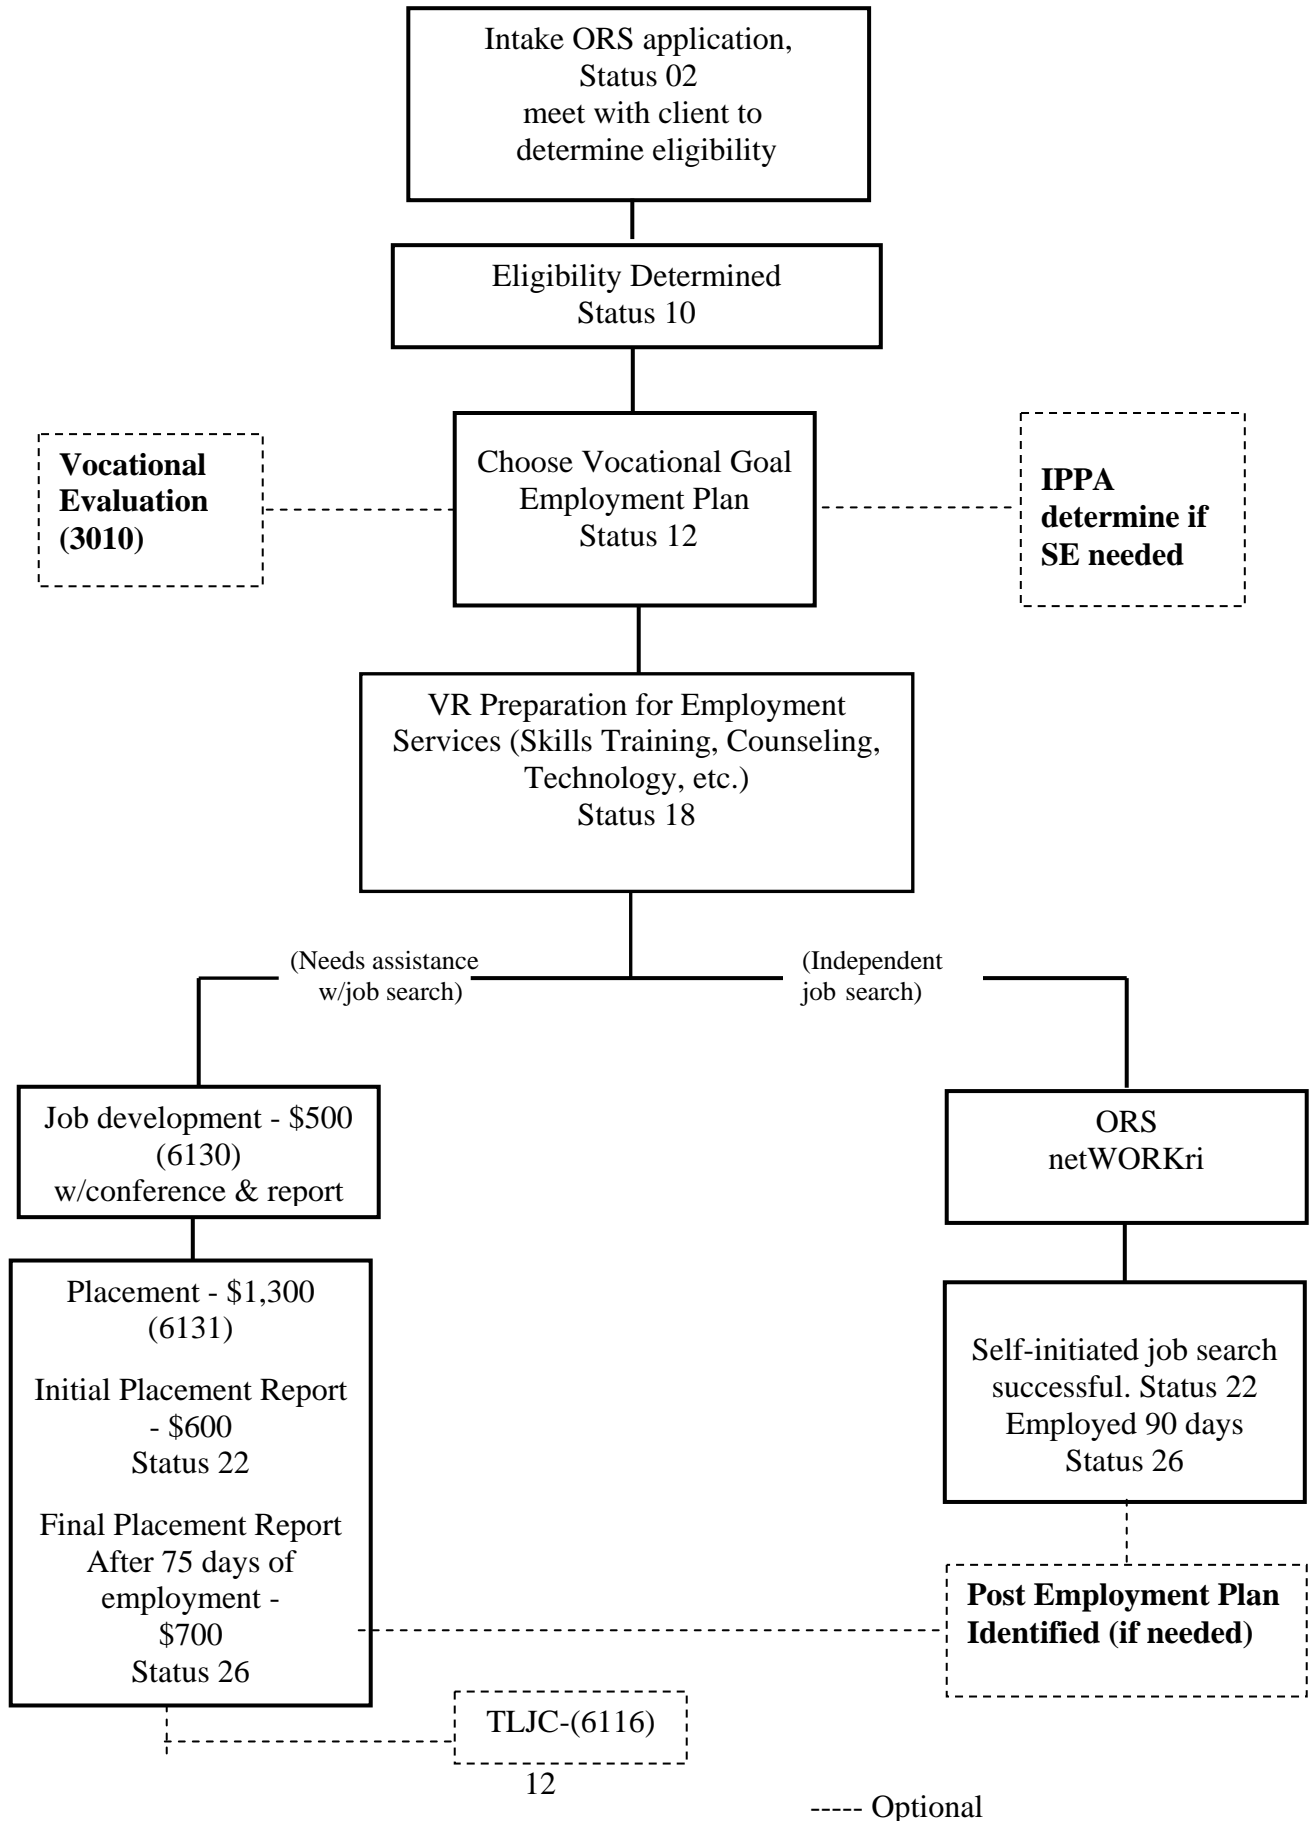 Intake ORS application,
Status 02
meet with client to
determine eligibility
Eligibility Determined
Status 10
Vocational
Evaluation
(3010)
Choose Vocational Goal
Employment Plan
Status 12
IPPA
determine if
SE needed
VR Preparation for Employment
Services (Skills Training, Counseling,
Technology, etc.)
Status 18
(Needs assistance
w/job search)
(Independent
job search)
Job development - $500
(6130)
w/conference & report
ORS
netWORKri
Placement - $1,300
(6131)
Initial Placement Report
- $600
Status 22
Final Placement Report
After 75 days of
employment -
$700
Status 26
Self-initiated job search
successful. Status 22
Employed 90 days
Status 26
Post Employment Plan
Identified (if needed)
TLJC-(6116)
12
----- Optional